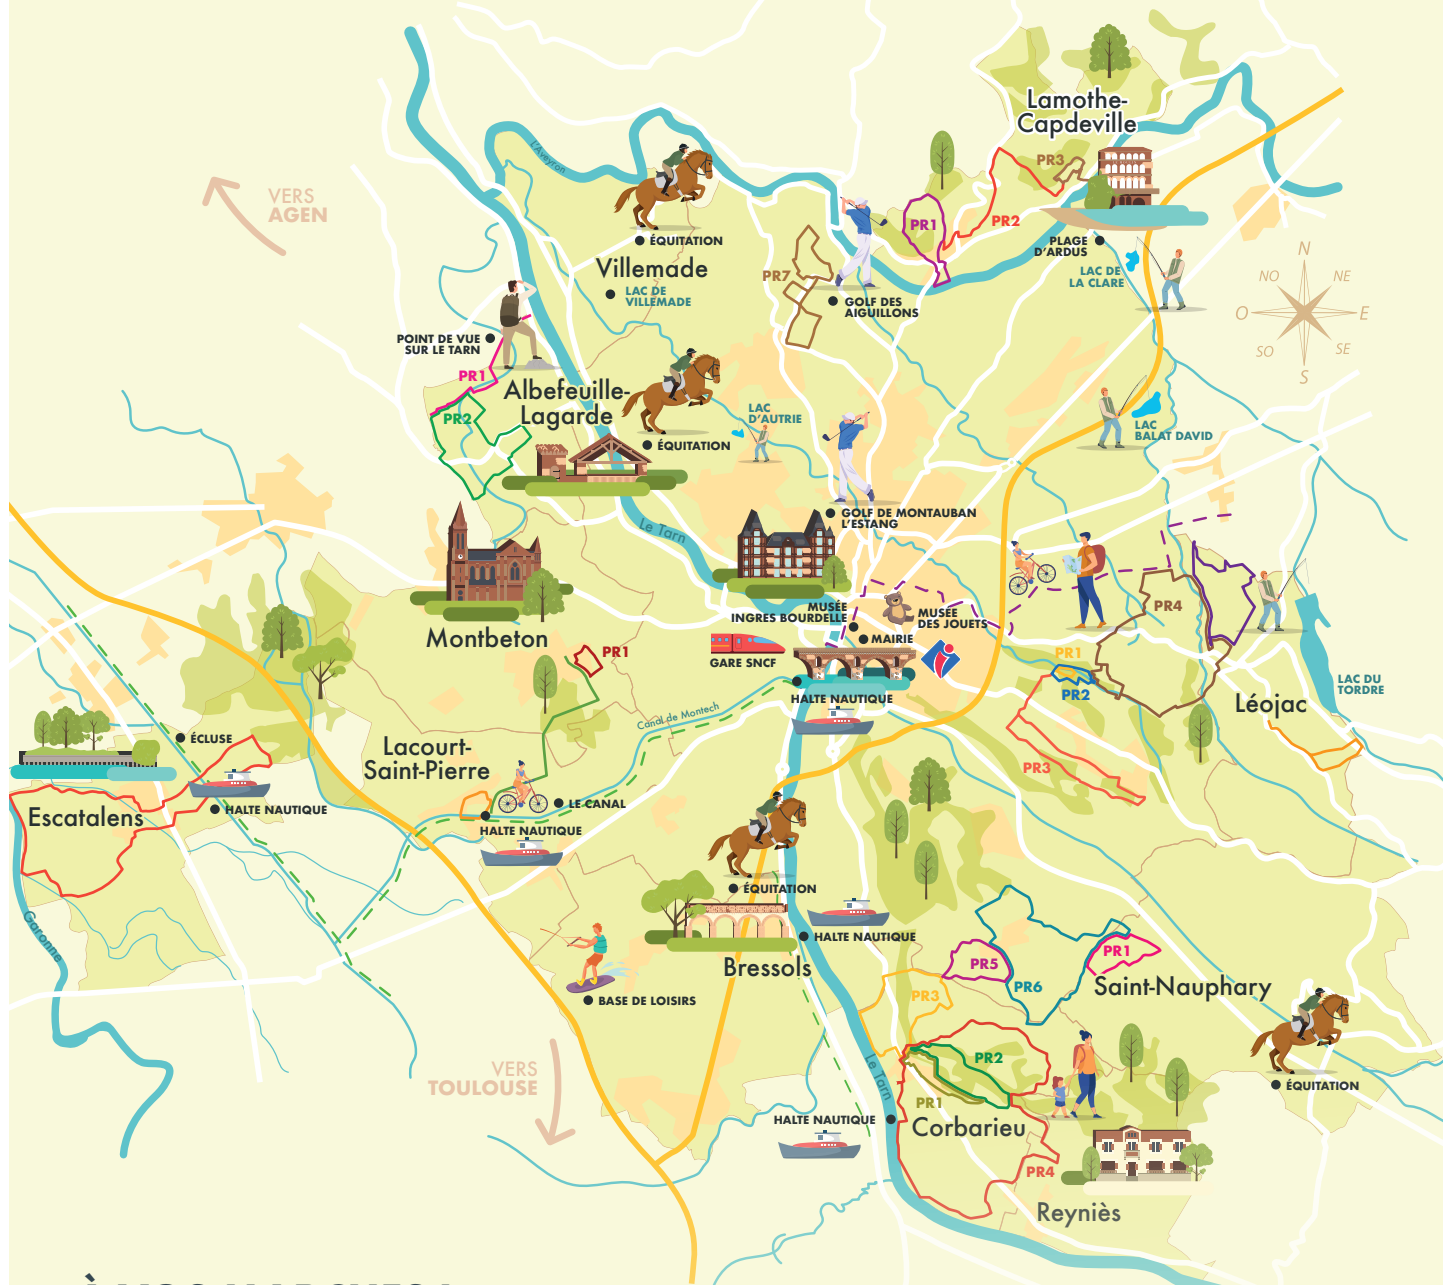 Lamothe-
Capdeville
PR3
PR1
PR2
PLAGE
D'ARDUS
LAC DE
LA CLARE
N
NO
NE
O
E
SO
SE
S
VERS
AGEN
L'Aveyron
ÉQUITATION
Villemade
LAC DE
VILLEMADE
PR7
GOLF DES
AIGUILLONS
POINT DE VUE
SUR LE TARN
PR1
Albefeuille-
Lagarde
PR2
ÉQUITATION
LAC
D'AUTRIE
LAC
BALAT DAVID
GOLF DE MONTAUBAN
L'ESTANG
Le Tarn
Montbeton
MUSÉE
INGRES BOURDELLE
MUSÉE
DES JOUETS
MAIRIE
GARE SNCF
HALTE NAUTIQUE
PR4
PR1
PR2
PR3
LAC DU
TORDRE
Léojac
PR1
Canal de Montech
Lacourt-
Saint-Pierre
LE CANAL
HALTE NAUTIQUE
ÉCLUSE
HALTE NAUTIQUE
Escatalens
Garonne
ÉQUITATION
HALTE NAUTIQUE
Bressols
BASE DE LOISIRS
VERS
TOULOUSE
PR5
PR6
PR1
Saint-Nauphary
PR3
PR2
PR1
Corbarieu
Le Tarn
HALTE NAUTIQUE
PR4
Reyniès
ÉQUITATION